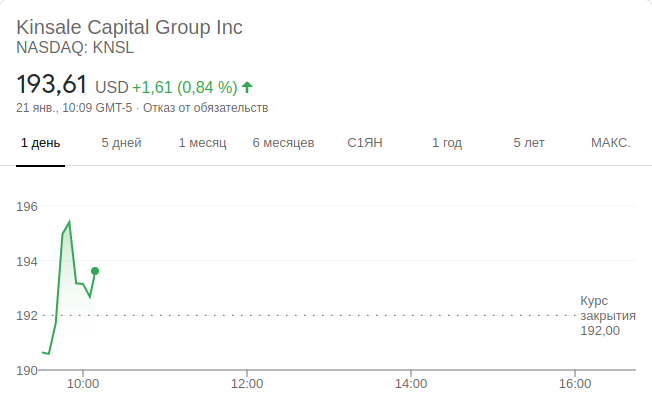 Kinsale Capital Group Inc
NASDAQ: KNSL
193,61 USD +1,61 (0,84 %)
21 янв., 10:09 GMT-5 · Отказ от обязательств
1 день 5 дней 1 месяц 6 месяцев С1ЯН 1 год 5 лет МАКС.
196
194
192
190
Курс
закрытия
192,00
10:00 12:00 14:00 16:00